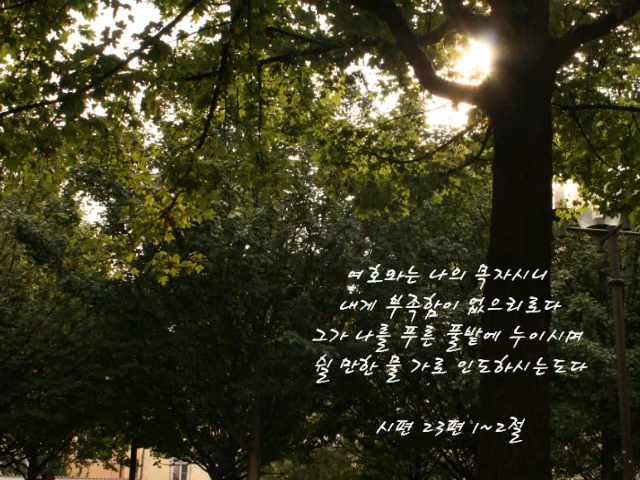 여호와는 나의 목자시니
내게 부족함이 없으리로다
그가 나를 푸른 풀밭에 누이시며
쉴 만한 물 가로 인도하시는도다
시편 23편 1~2절